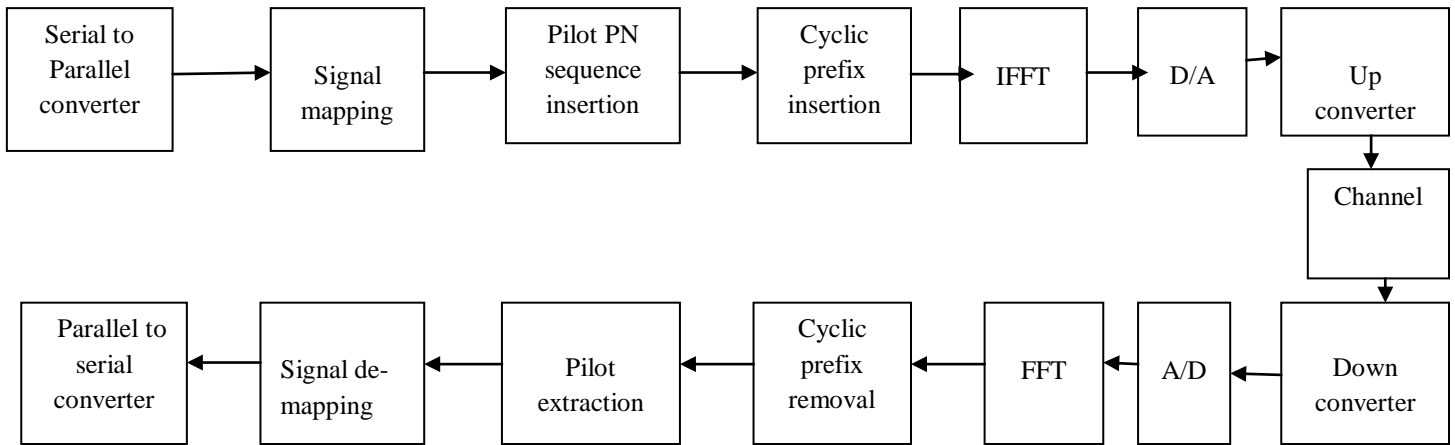 Serial to
Parallel
converter
Signal
mapping
Pilot PN
sequence
insertion
Cyclic
prefix
insertion
IFFT
D/A
Up
converter
Channel
Parallel to
serial
converter
Signal de-
mapping
Pilot
extraction
Cyclic
prefix
removal
FFT
A/D
Down
converter